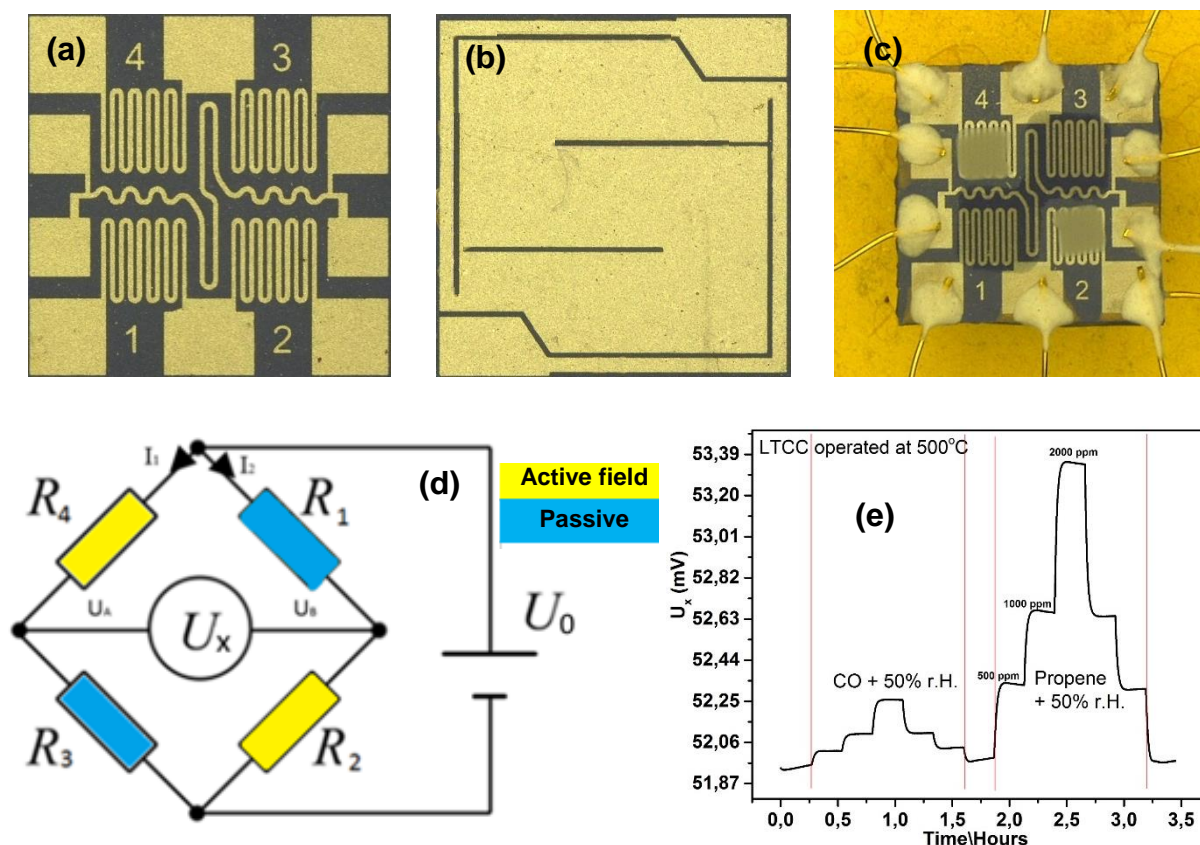 (a)
4
3
1
2
(b)
(c)
4
3
1
2
(d)
I₁
I₂
R₄
R₁
U_A
U_B
Uₓ
U₀
R₃
R₂
Active field
Passive
(e)
LTCC operated at 500°C
Uₓ (mV)
53,39
53,20
53,01
52,82
52,63
52,44
52,25
52,06
51,87
2000 ppm
1000 ppm
500 ppm
CO + 50% r.H.
Propene
+ 50% r.H.
0,0 0,5 1,0 1,5 2,0 2,5 3,0 3,5
Time\Hours